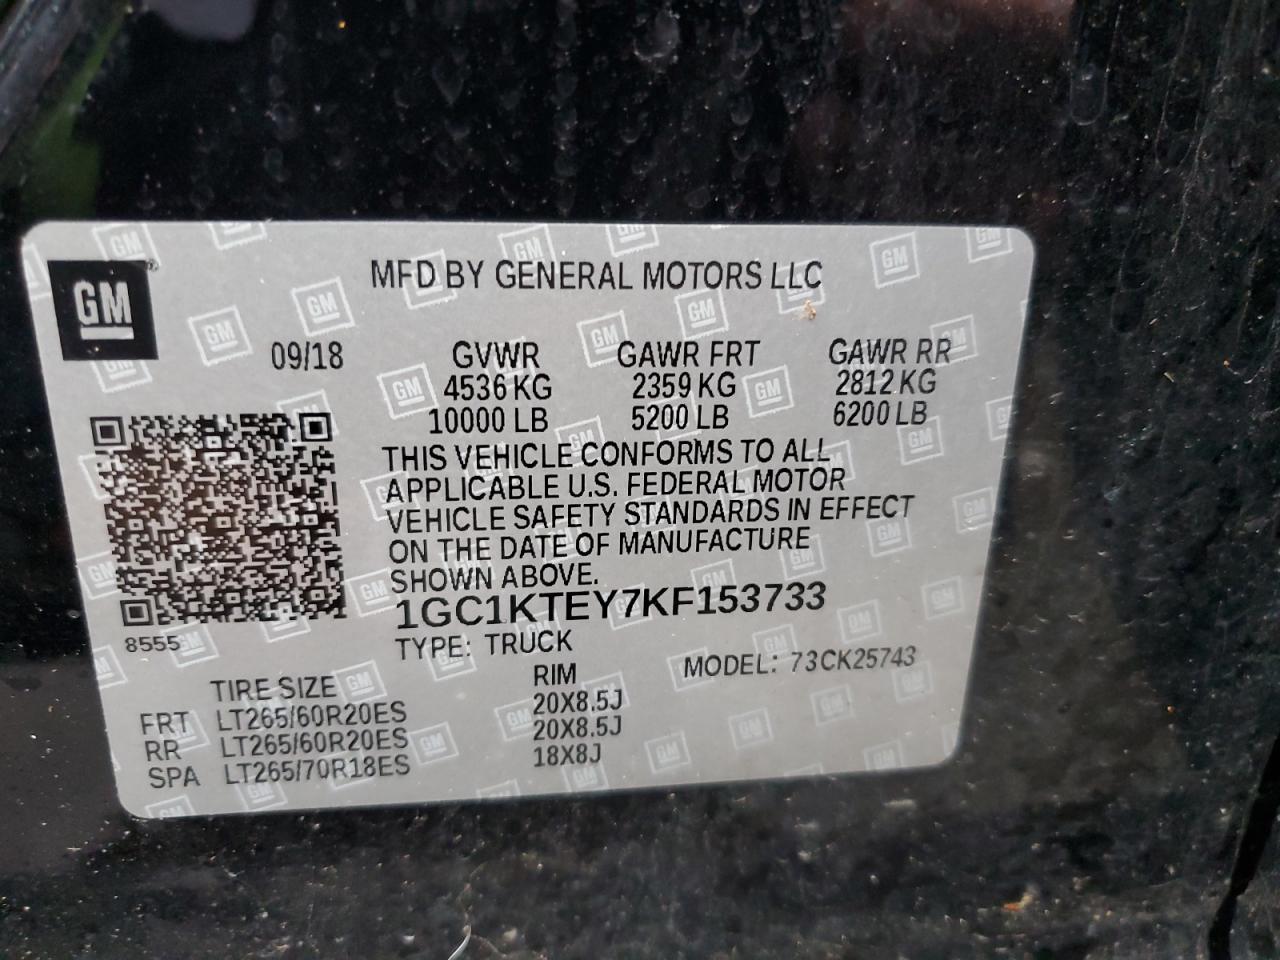 GM
MFD BY GENERAL MOTORS LLC
09/18 GVWR GAWR FRT GAWR RR
4536 KG 2359 KG 2812 KG
10000 LB 5200 LB 6200 LB
THIS VEHICLE CONFORMS TO ALL
APPLICABLE U.S. FEDERAL MOTOR
VEHICLE SAFETY STANDARDS IN EFFECT
ON THE DATE OF MANUFACTURE
SHOWN ABOVE.
1GC1KTEY7KF153733
8555
TYPE: TRUCK
MODEL: 73CK25743
TIRE SIZE RIM
FRT LT265/60R20ES 20X8.5J
RR LT265/60R20ES 20X8.5J
SPA LT265/70R18ES 18X8J